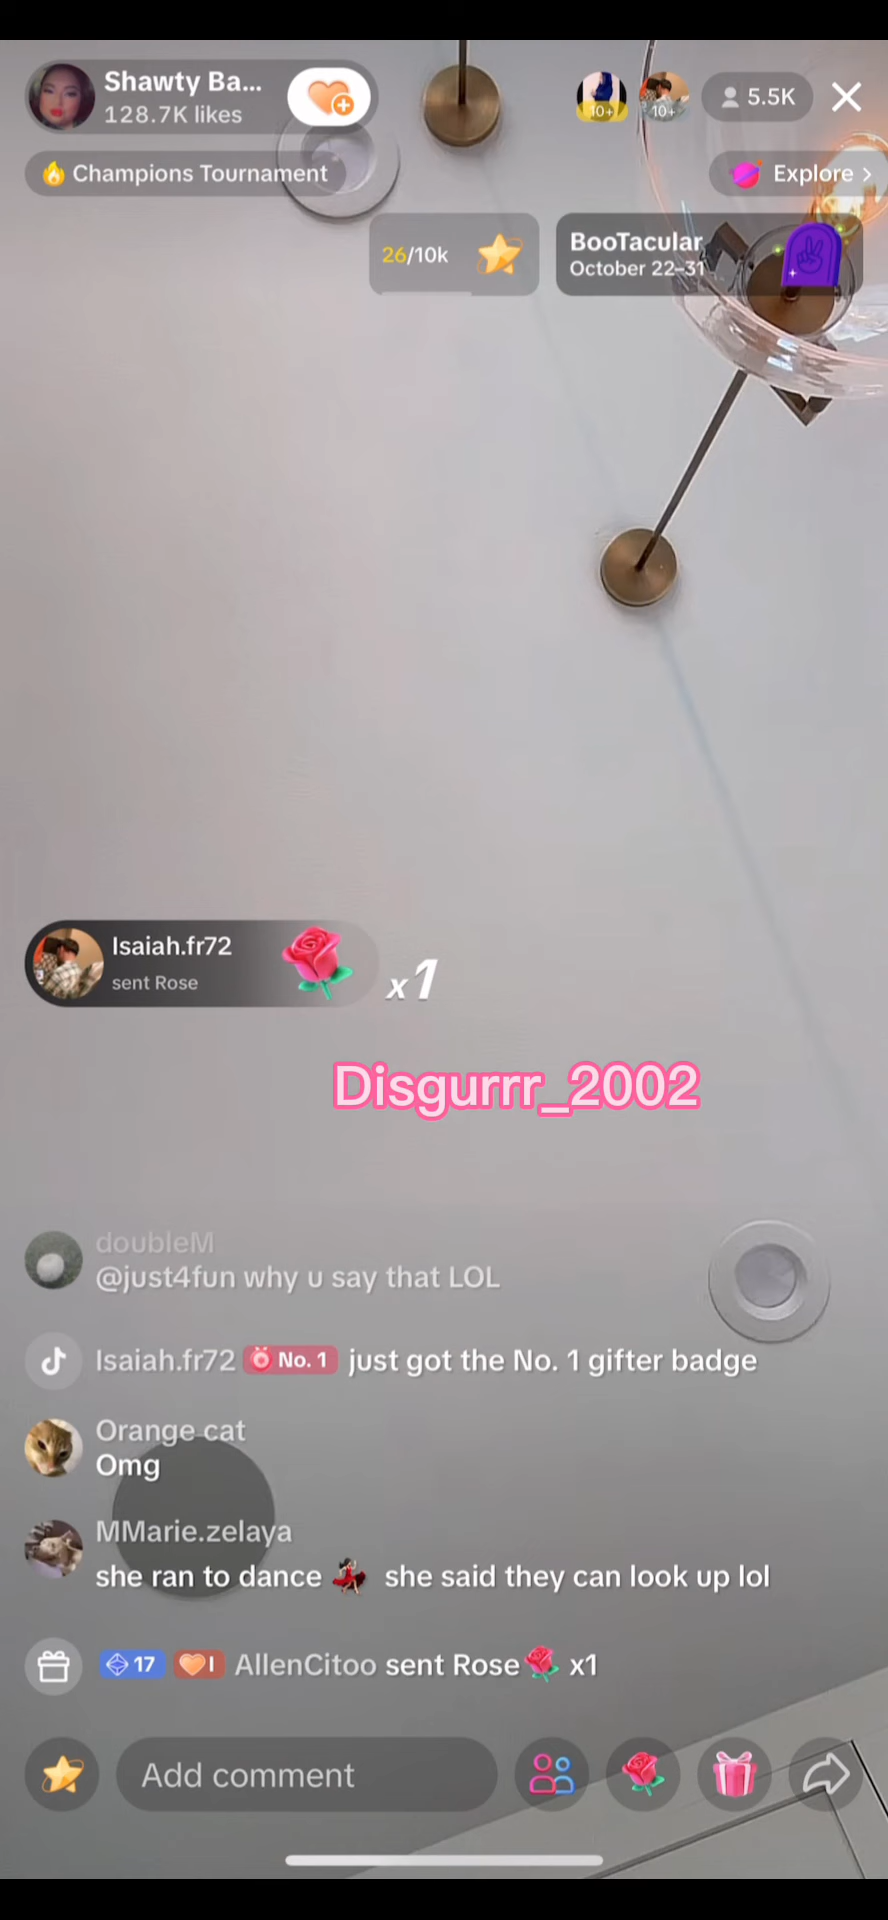 Shawty Ba...
128.7K likes
10+
10+
5.5K
Champions Tournament
Explore
26/10k
BooTacular
October 22-31
Isaiah.fr72
sent Rose
x1
Disgurrr_2002
doubleM
@just4fun why u say that LOL
Isaiah.fr72 No. 1 just got the No. 1 gifter badge
Orange cat
Omg
MMarie.zelaya
she ran to dance 💃 she said they can look up lol
17 I AllenCitoo sent Rose🌹 x1
Add comment